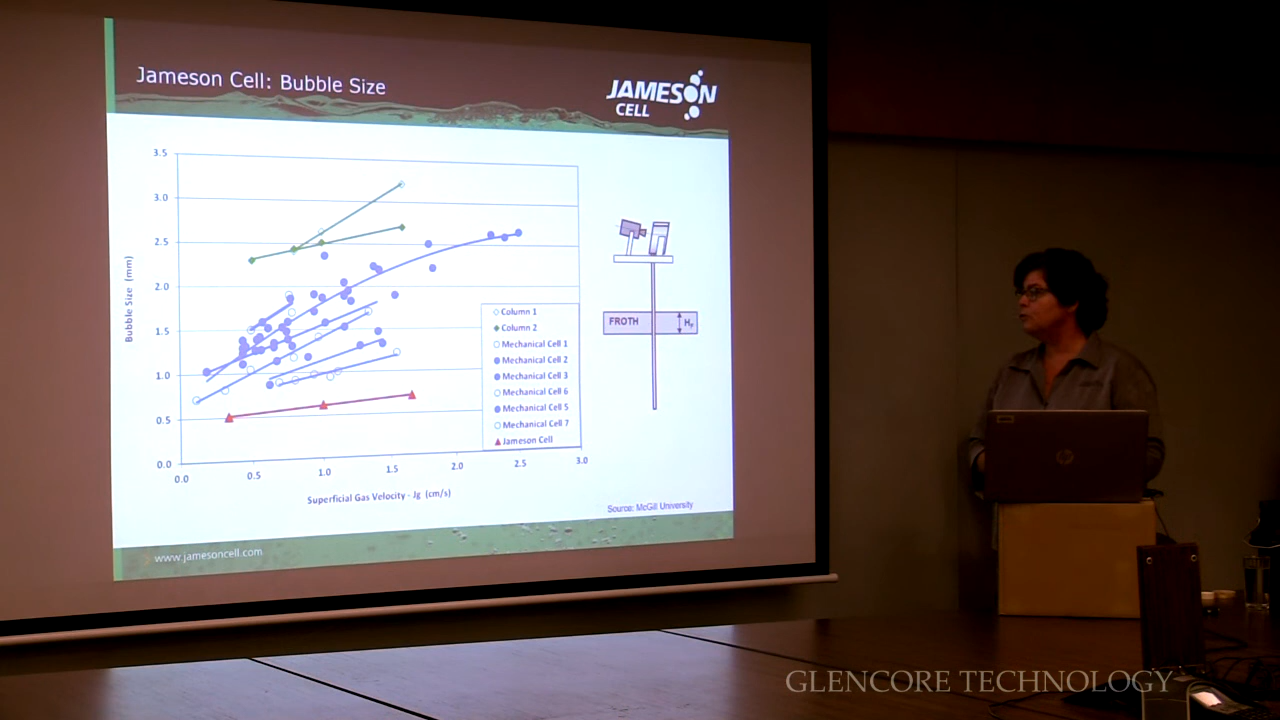 Jameson Cell: Bubble Size
JAMESON
CELL
3.5
3.0
2.5
2.0
1.5
1.0
0.5
0.0
Bubble Size (mm)
0.0
0.5
1.0
1.5
2.0
2.5
3.0
Superficial Gas Velocity - Jg (cm/s)
Column 1
Column 2
Mechanical Cell 1
Mechanical Cell 2
Mechanical Cell 3
Mechanical Cell 6
Mechanical Cell 5
Mechanical Cell 7
Jameson Cell
FROTH
HF
Source: McGill University
www.jamesoncell.com
hp
GLENCORE TECHNOLOGY